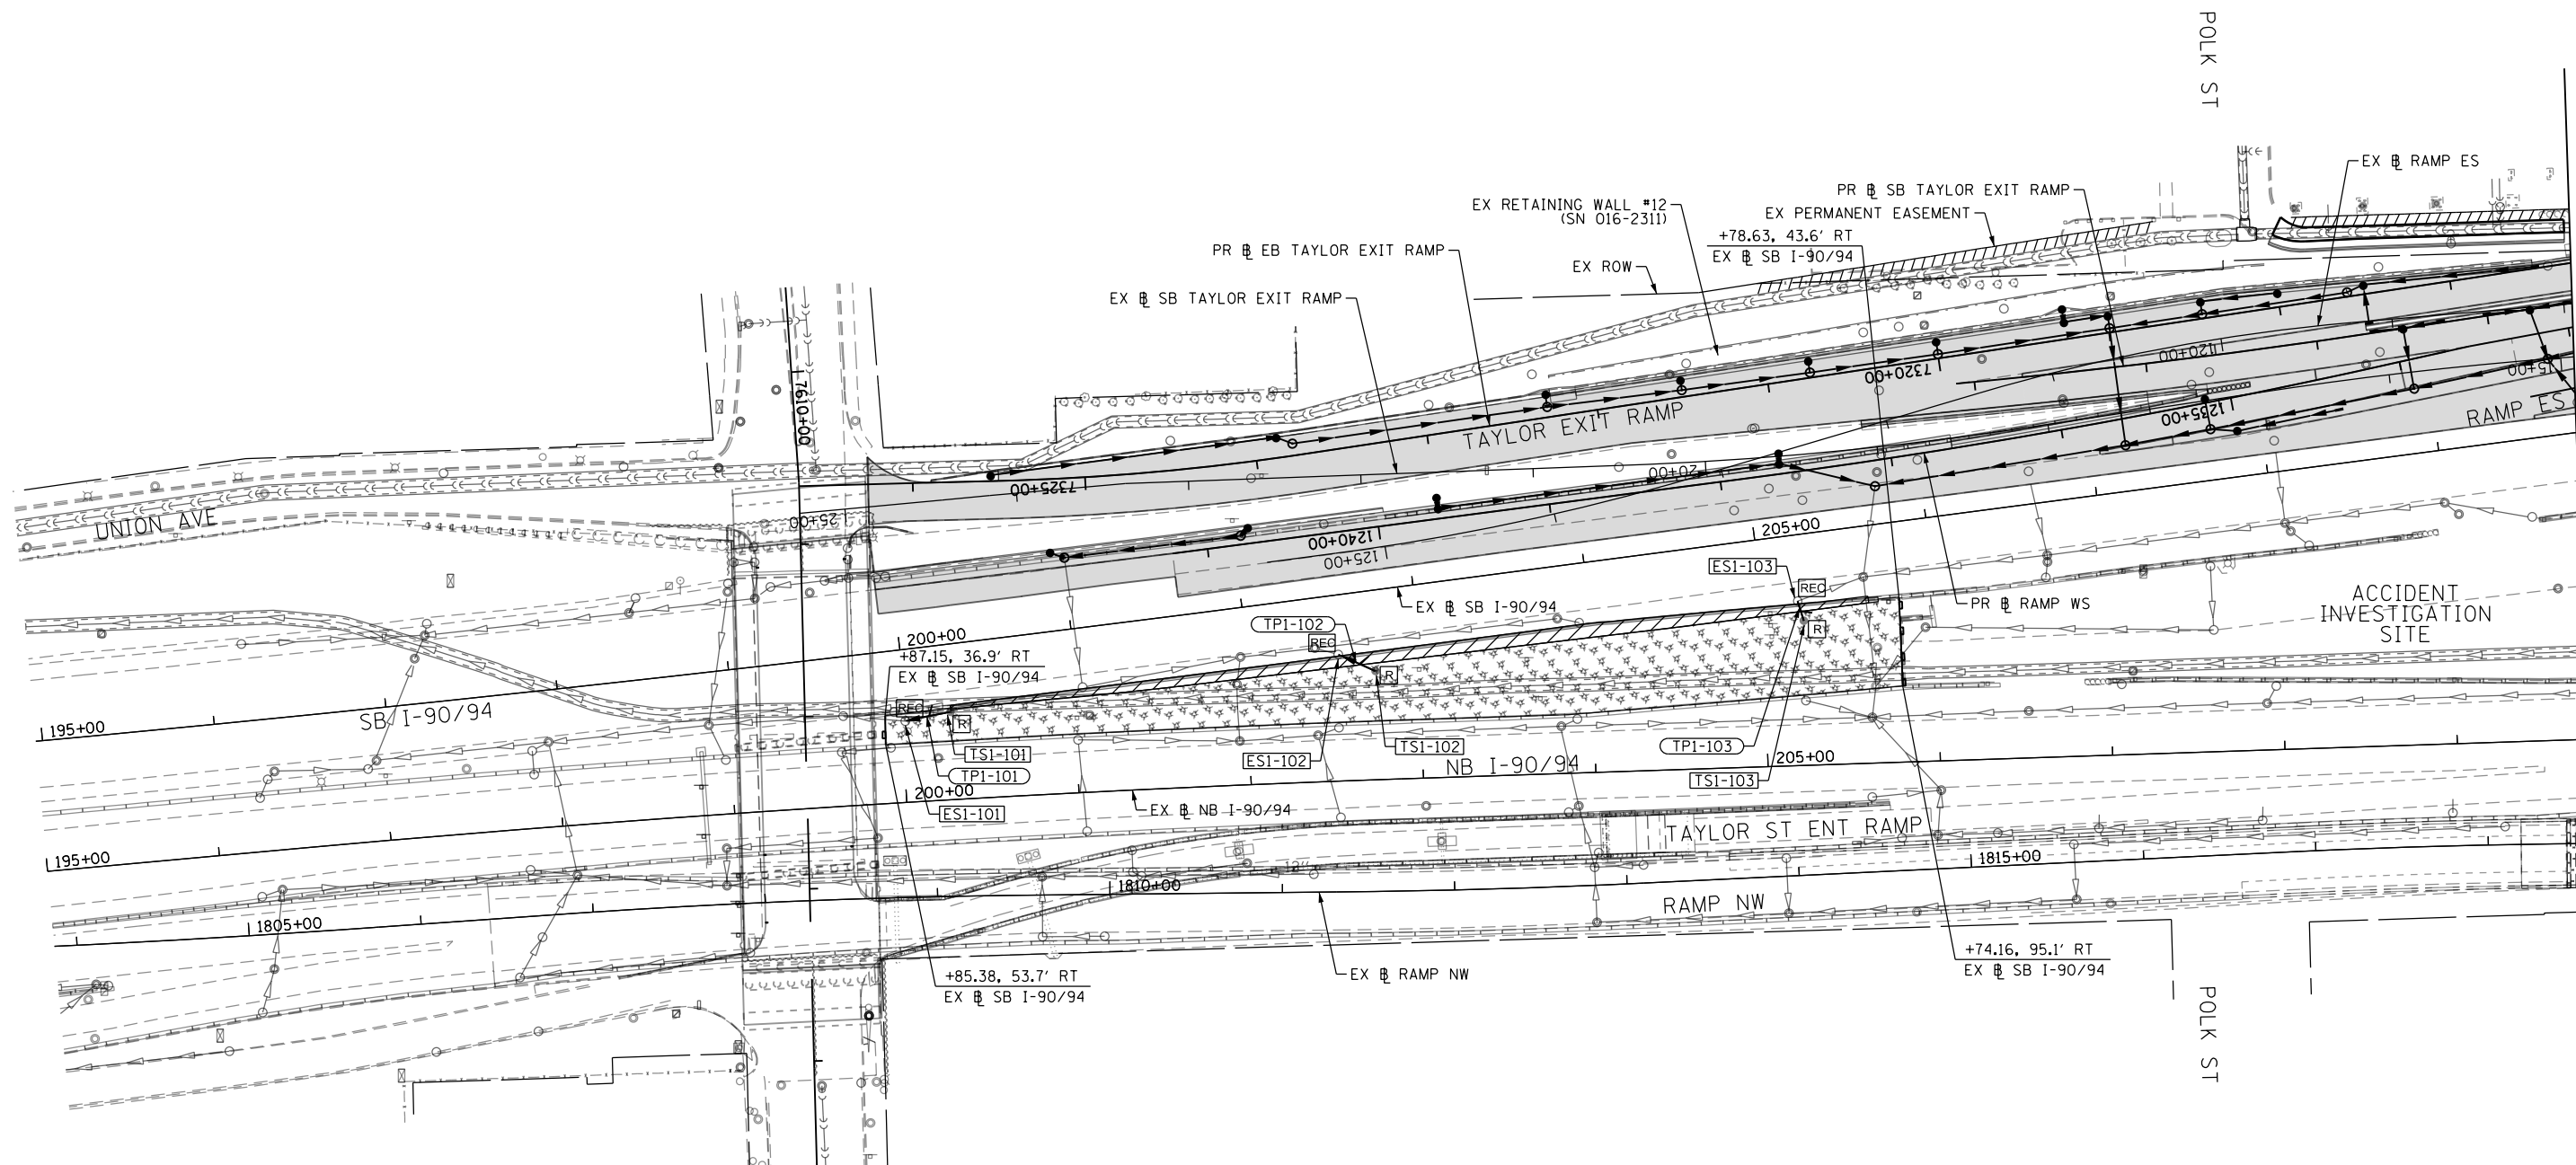 POLK ST
EX ⅊ RAMP ES
PR ⅊ SB TAYLOR EXIT RAMP
EX RETAINING WALL #12
(SN 016-2311)
EX PERMANENT EASEMENT
+78.63, 43.6' RT
EX ⅊ SB I-90/94
PR ⅊ EB TAYLOR EXIT RAMP
EX ROW
EX ⅊ SB TAYLOR EXIT RAMP
7610+00
7320+00
1120+00
15+00
TAYLOR EXIT RAMP
1235+00
RAMP ES
20+00
7325+00
25+00
UNION AVE
1240+00
125+00
205+00
ES1-103
REC
EX ⅊ SB I-90/94
PR ⅊ RAMP WS
ACCIDENT
INVESTIGATION
SITE
TP1-102
R
200+00
REC
+87.15, 36.9' RT
EX ⅊ SB I-90/94
R
REC
R
SB I-90/94
195+00
TS1-101
TS1-102
TP1-103
ES1-102
NB I-90/94
205+00
TP1-101
TS1-103
200+00
ES1-101
EX ⅊ NB I-90/94
TAYLOR ST ENT RAMP
195+00
1815+00
12"
1810+00
RAMP NW
1805+00
+74.16, 95.1' RT
EX ⅊ SB I-90/94
+85.38, 53.7' RT
EX ⅊ SB I-90/94
EX ⅊ RAMP NW
POLK ST